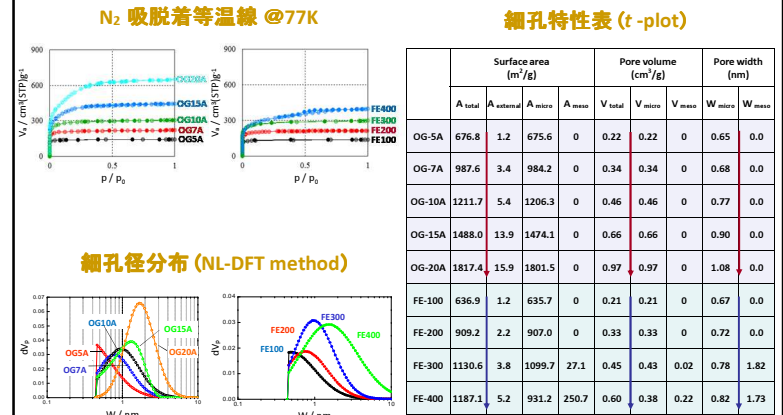 N₂ 吸脱着等温線 @77K
900
600
300
0
Vₐ / cm³(STP)g⁻¹
0
0.5
1
p / p₀
OG20A
OG15A
OG10A
OG7A
OG5A
900
600
300
0
Vₐ / cm³(STP)g⁻¹
0
0.5
1
p / p₀
FE400
FE300
FE200
FE100
細孔径分布 (NL-DFT method)
0.07
0.06
0.05
0.04
0.03
0.02
0.01
0.00
dVₚ
0.1
1
10
OG10A
OG15A
OG5A
OG20A
OG7A
0.04
0.03
0.02
0.01
0.00
dVₚ
0.1
1
10
FE300
FE200
FE400
FE100
細孔特性表 (t -plot)
Surface area (m²/g) Pore volume (cm³/g) Pore width (nm)
A total A external A micro A meso V total V micro V meso W micro W meso
OG-5A 676.8 1.2 675.6 0 0.22 0.22 0 0.65 0.0
OG-7A 987.6 3.4 984.2 0 0.34 0.34 0 0.68 0.0
OG-10A 1211.7 5.4 1206.3 0 0.46 0.46 0 0.77 0.0
OG-15A 1488.0 13.9 1474.1 0 0.66 0.66 0 0.90 0.0
OG-20A 1817.4 15.9 1801.5 0 0.97 0.97 0 1.08 0.0
FE-100 636.9 1.2 635.7 0 0.21 0.21 0 0.67 0.0
FE-200 909.2 2.2 907.0 0 0.33 0.33 0 0.72 0.0
FE-300 1130.6 3.8 1099.7 27.1 0.45 0.43 0.02 0.78 1.82
FE-400 1187.1 5.2 931.2 250.7 0.60 0.38 0.22 0.82 1.73